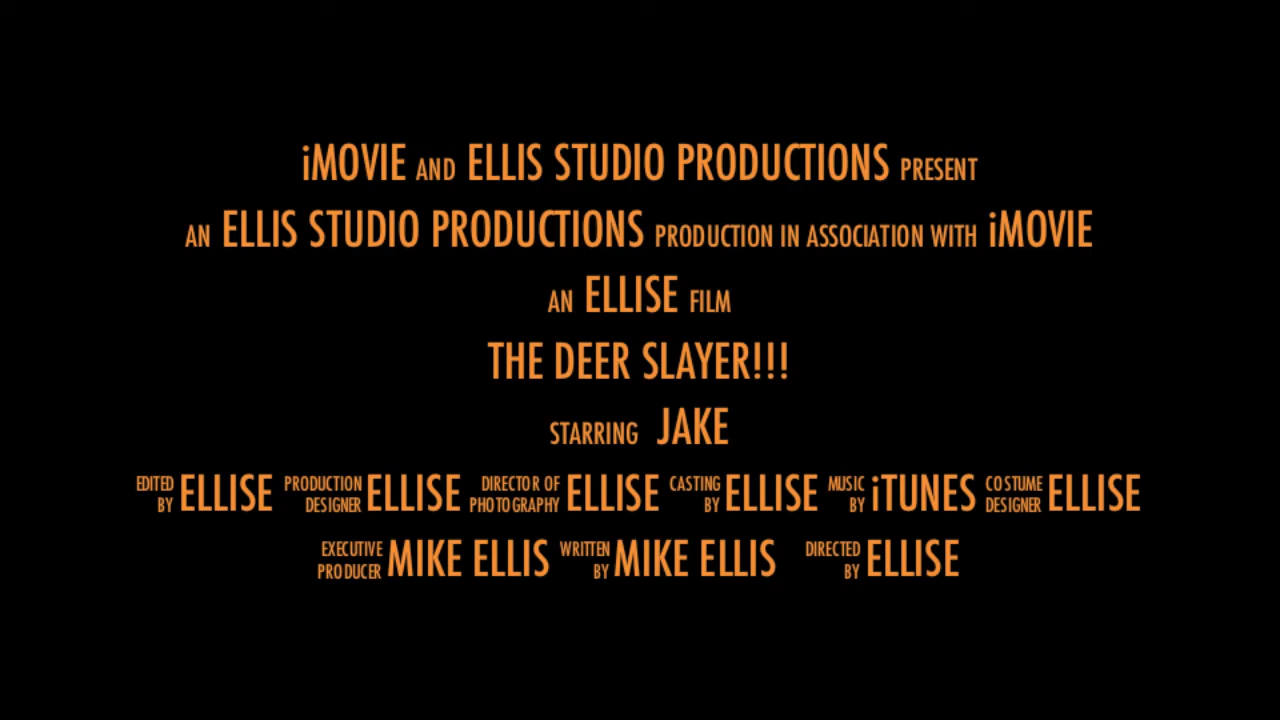 iMOVIE AND ELLIS STUDIO PRODUCTIONS PRESENT
AN ELLIS STUDIO PRODUCTIONS PRODUCTION IN ASSOCIATION WITH iMOVIE
AN ELLISE FILM
THE DEER SLAYER!!!
STARRING JAKE
EDITED BY ELLISE PRODUCTION DESIGNER ELLISE DIRECTOR OF PHOTOGRAPHY ELLISE CASTING BY ELLISE MUSIC BY iTUNES COSTUME DESIGNER ELLISE
EXECUTIVE PRODUCER MIKE ELLIS WRITTEN BY MIKE ELLIS DIRECTED BY ELLISE